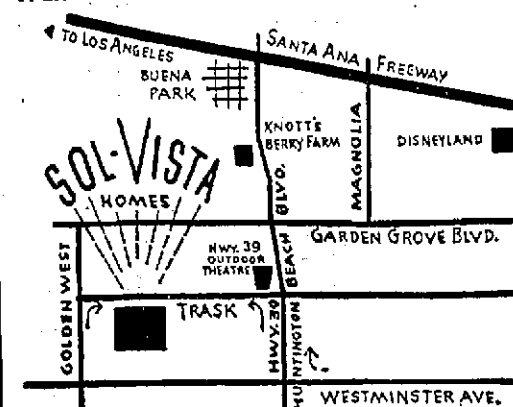 TO LOS ANGELES
SANTA ANA FREEWAY
BUENA
PARK
KNOTT'S
BERRY FARM
DISNEYLAND
MAGNOLIA
SOL-VISTA
HOMES
GARDEN GROVE BLVD.
HWY. 39
OUTDOOR
THEATRE
HUNTINGTON BEACH BLVD.
GOLDEN WEST
TRASK
HWY. 39
WESTMINSTER AVE.